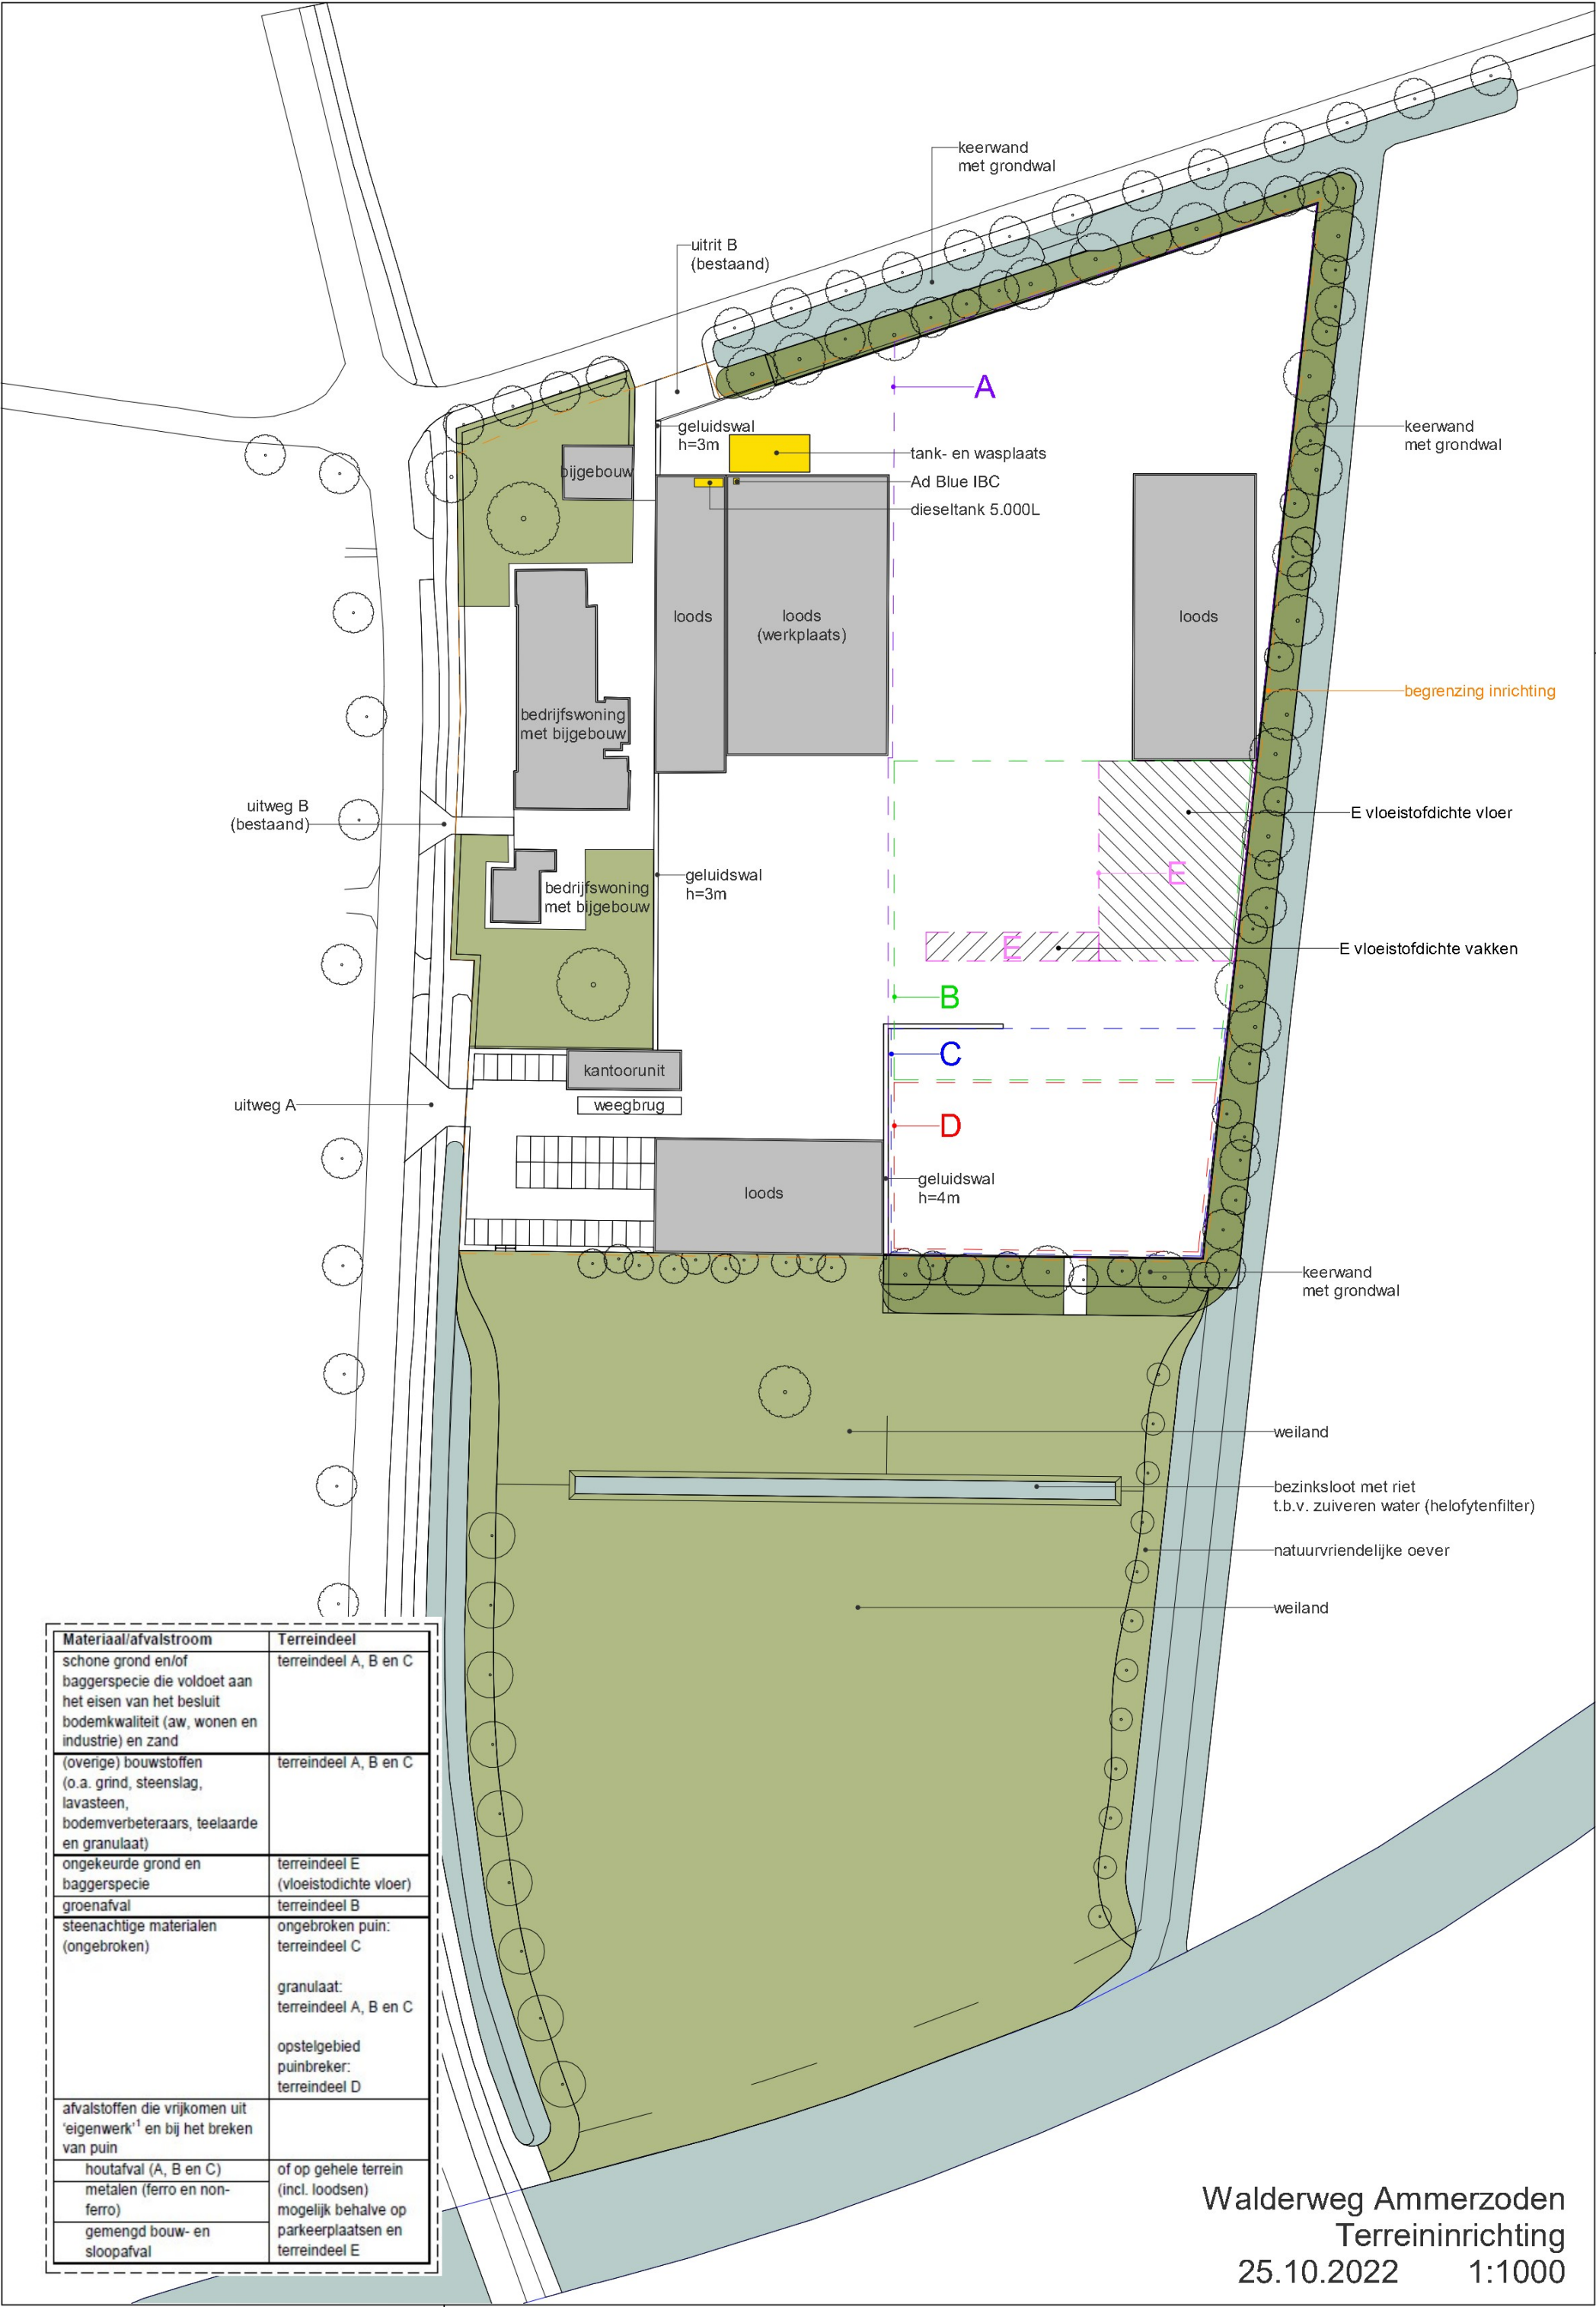 keerwand
met grondwal
uitrit B
(bestaand)
A
geluidswal
h=3m
keerwand
met grondwal
tank- en wasplaats
bijgebouw
Ad Blue IBC
dieseltank 5.000L
loods
loods
(werkplaats)
loods
begrenzing inrichting
bedrijfswoning
met bijgebouw
uitweg B
(bestaand)
E vloeistofdichte vloer
E
geluidswal
h=3m
bedrijfswoning
met bijgebouw
E
E vloeistofdichte vakken
B
C
kantoorunit
weegbrug
uitweg A
D
geluidswal
h=4m
loods
keerwand
met grondwal
weiland
bezinksloot met riet
t.b.v. zuiveren water (helofytenfilter)
natuurvriendelijke oever
weiland
Materiaal/afvalstroom
Terreindeel
schone grond en/of
baggerspecie die voldoet aan
het eisen van het besluit
bodemkwaliteit (aw, wonen en
industrie) en zand
terreindeel A, B en C
(overige) bouwstoffen
(o.a. grind, steenslag,
lavasteen,
bodemverbeteraars, teelaarde
en granulaat)
terreindeel A, B en C
ongekeurde grond en
baggerspecie
terreindeel E
(vloeistodichte vloer)
groenafval
terreindeel B
steenachtige materialen
(ongebroken)
ongebroken puin:
terreindeel C
granulaat:
terreindeel A, B en C
opstelgebied
puinbreker:
terreindeel D
afvalstoffen die vrijkomen uit
‘eigenwerk’¹ en bij het breken
van puin
houtafval (A, B en C)
metalen (ferro en non-
ferro)
gemengd bouw- en
sloopafval
of op gehele terrein
(incl. loodsen)
mogelijk behalve op
parkeerplaatsen en
terreindeel E
Walderweg Ammerzoden
Terreininrichting
25.10.2022 1:1000